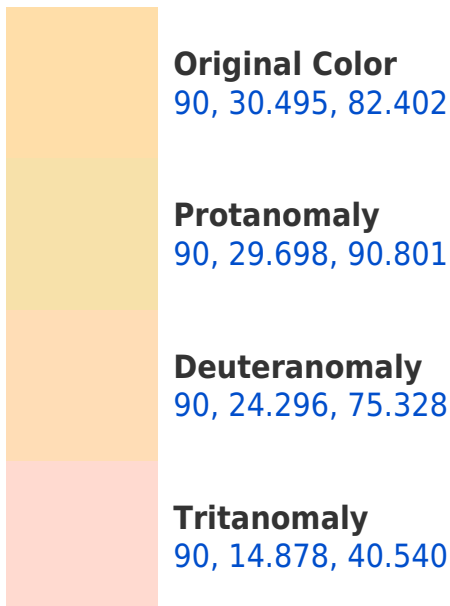 Original Color
90, 30.495, 82.402
Protanomaly
90, 29.698, 90.801
Deuteranomaly
90, 24.296, 75.328
Tritanomaly
90, 14.878, 40.540